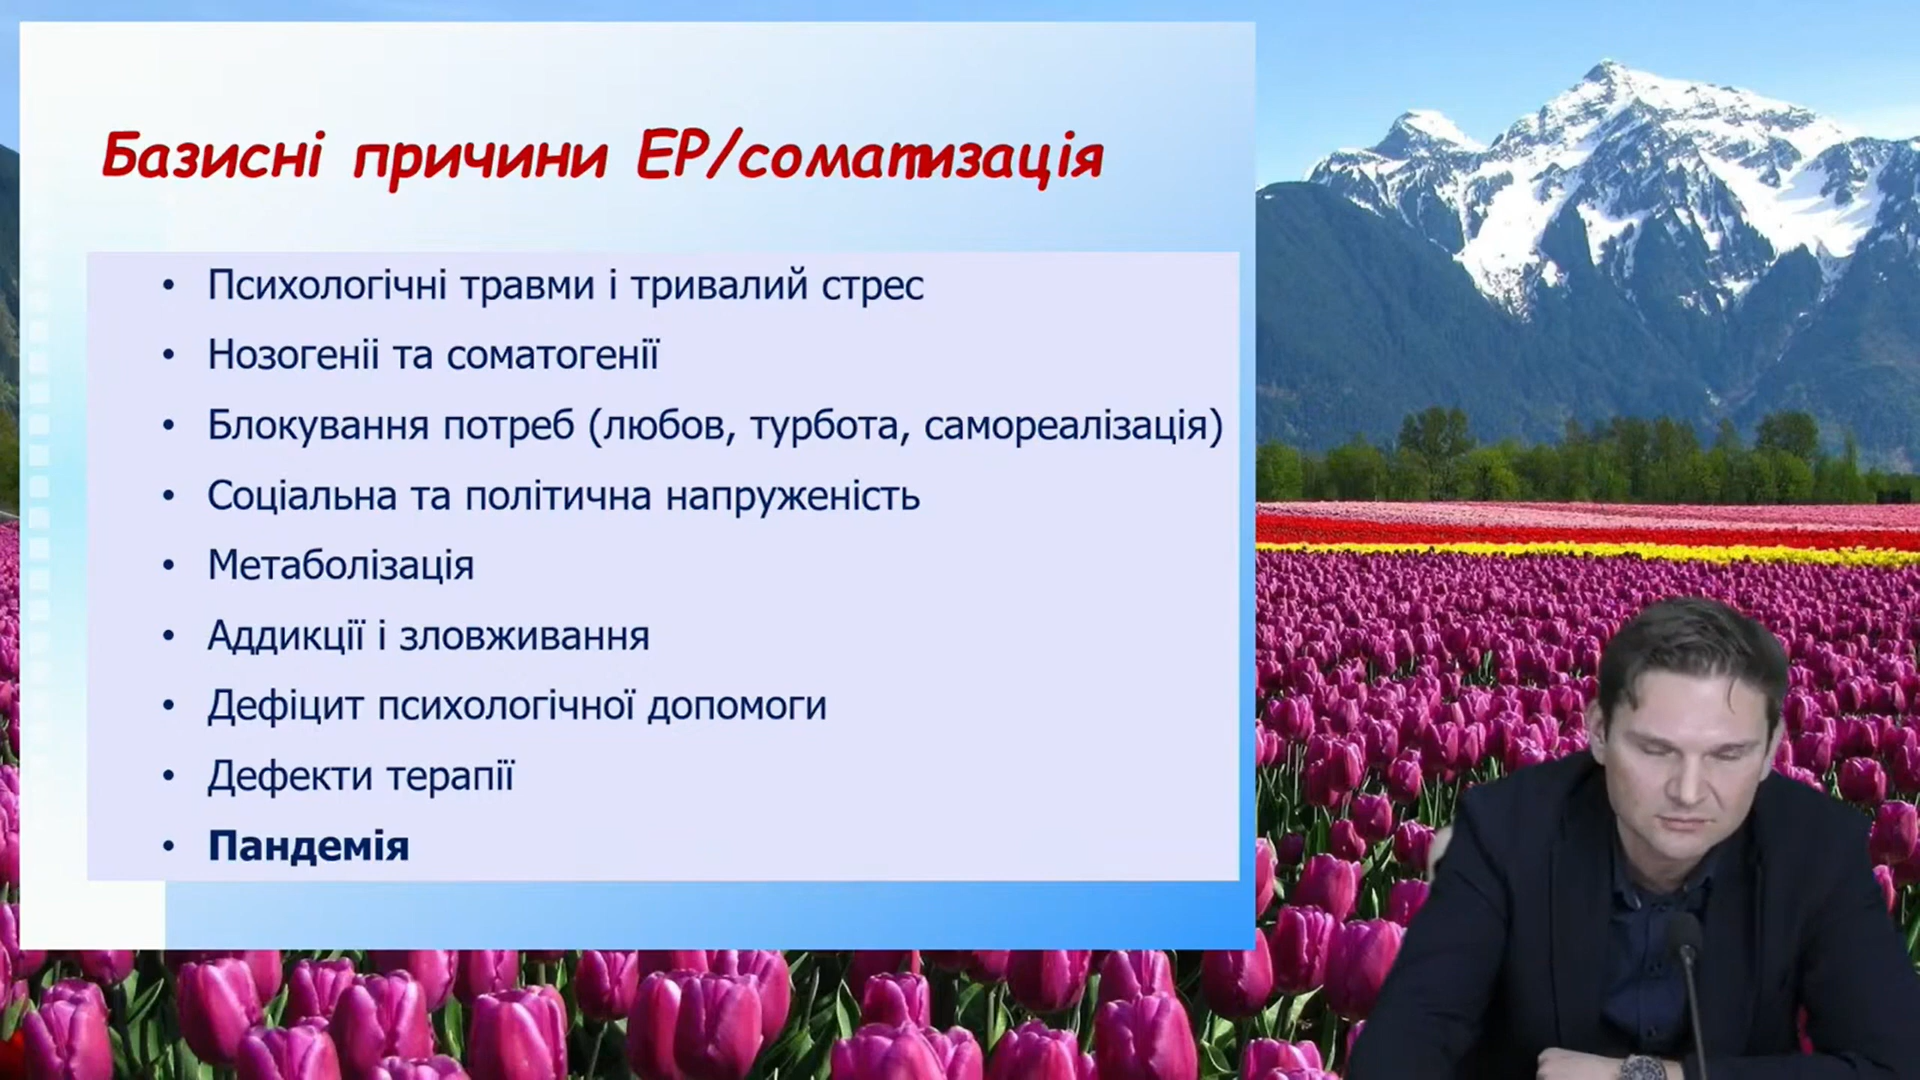 Базисні причини ЕР/соматизація
• Психологічні травми і тривалий стрес
• Нозогеніі та соматогенії
• Блокування потреб (любов, турбота, самореалізація)
• Соціальна та політична напруженість
• Метаболізація
• Аддикції і зловживання
• Дефіцит психологічної допомоги
• Дефекти терапії
• Пандемія